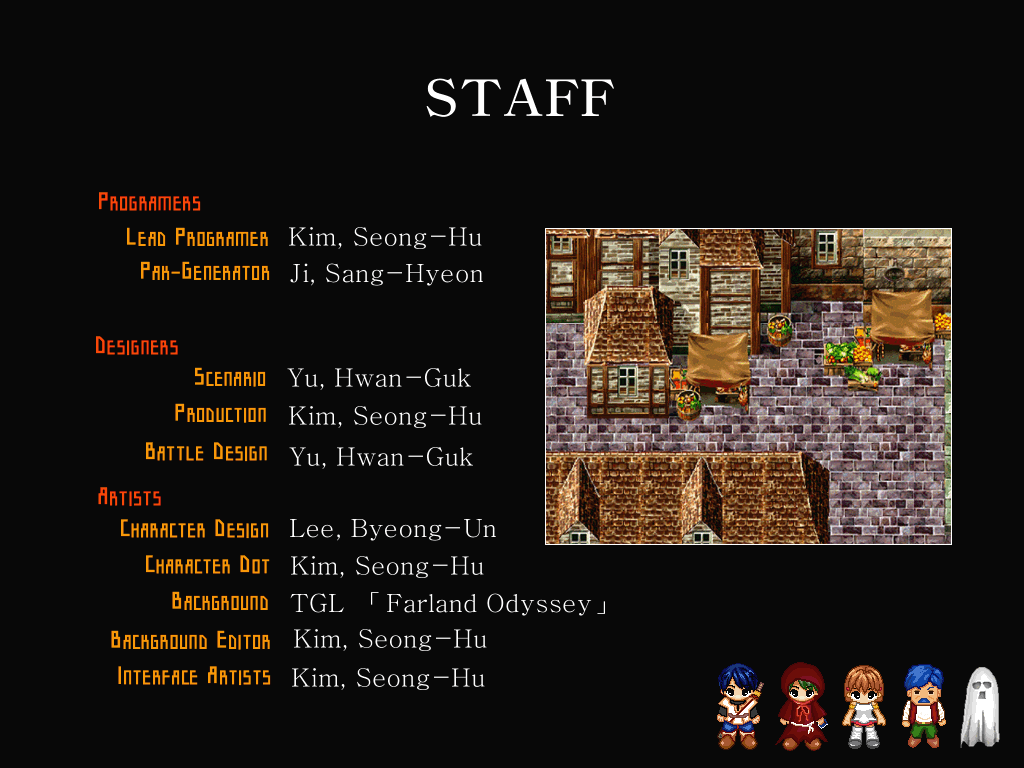 STAFF
PROGRAMERS
LEAD PROGRAMER Kim, Seong-Hu
PAK-GENERATOR Ji, Sang-Hyeon
DESIGNERS
SCENARIO Yu, Hwan-Guk
PRODUCTION Kim, Seong-Hu
BATTLE DESIGN Yu, Hwan-Guk
ARTISTS
CHARACTER DESIGN Lee, Byeong-Un
CHARACTER DOT Kim, Seong-Hu
BACKGROUND TGL 「Farland Odyssey」
BACKGROUND EDITOR Kim, Seong-Hu
INTERFACE ARTISTS Kim, Seong-Hu